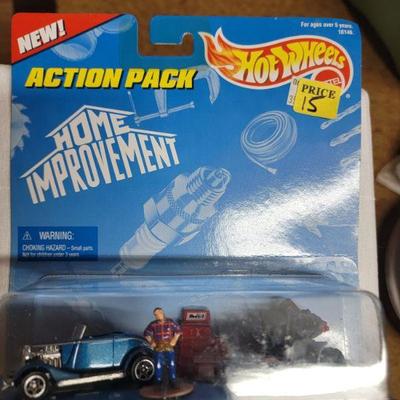 NEW!
ACTION PACK
For ages over 5 years.
16146.
Hot Wheels
PRICE
15
HOME
IMPROVEMENT
WARNING:
CHOKING HAZARD - Small parts.
Not for children under 3 years.